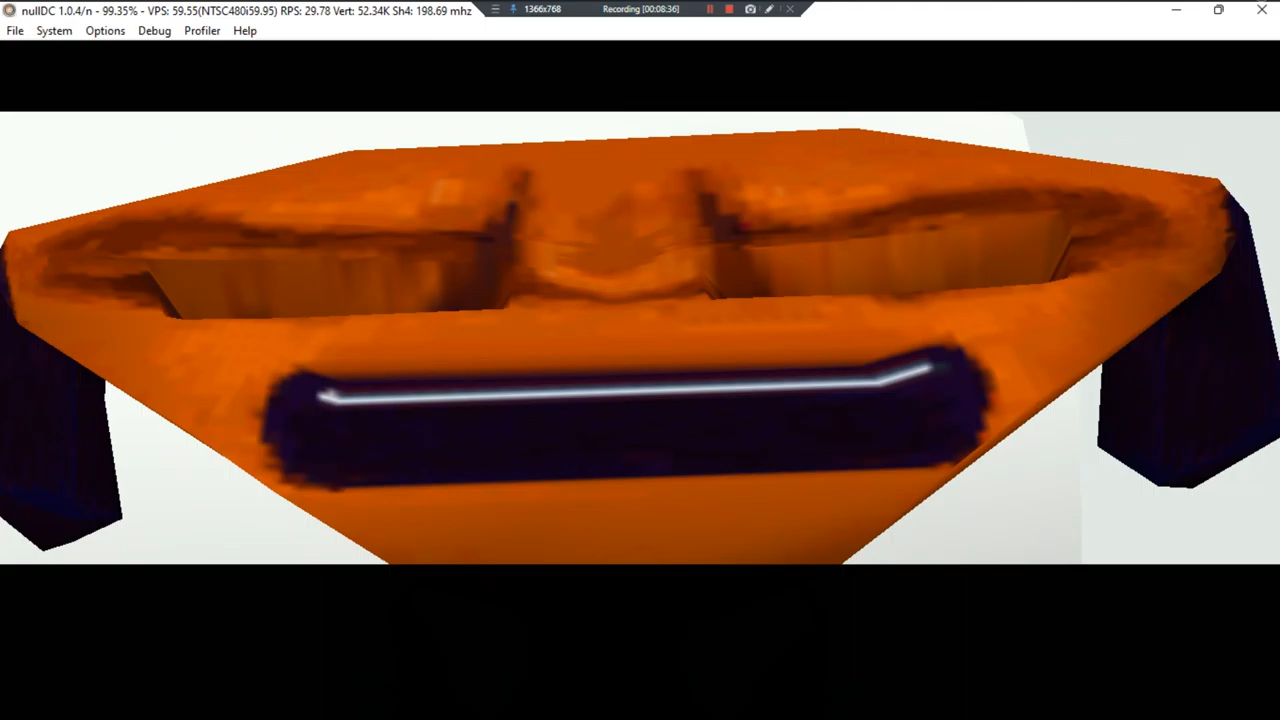 nullDC 1.0.4/n - 99.35% - VPS: 59.55(NTSC480i59.95) RPS: 29.78 Vert: 52.34K Sh4: 198.69 mhz
1366x768
Recording [00:08:36]
File System Options Debug Profiler Help